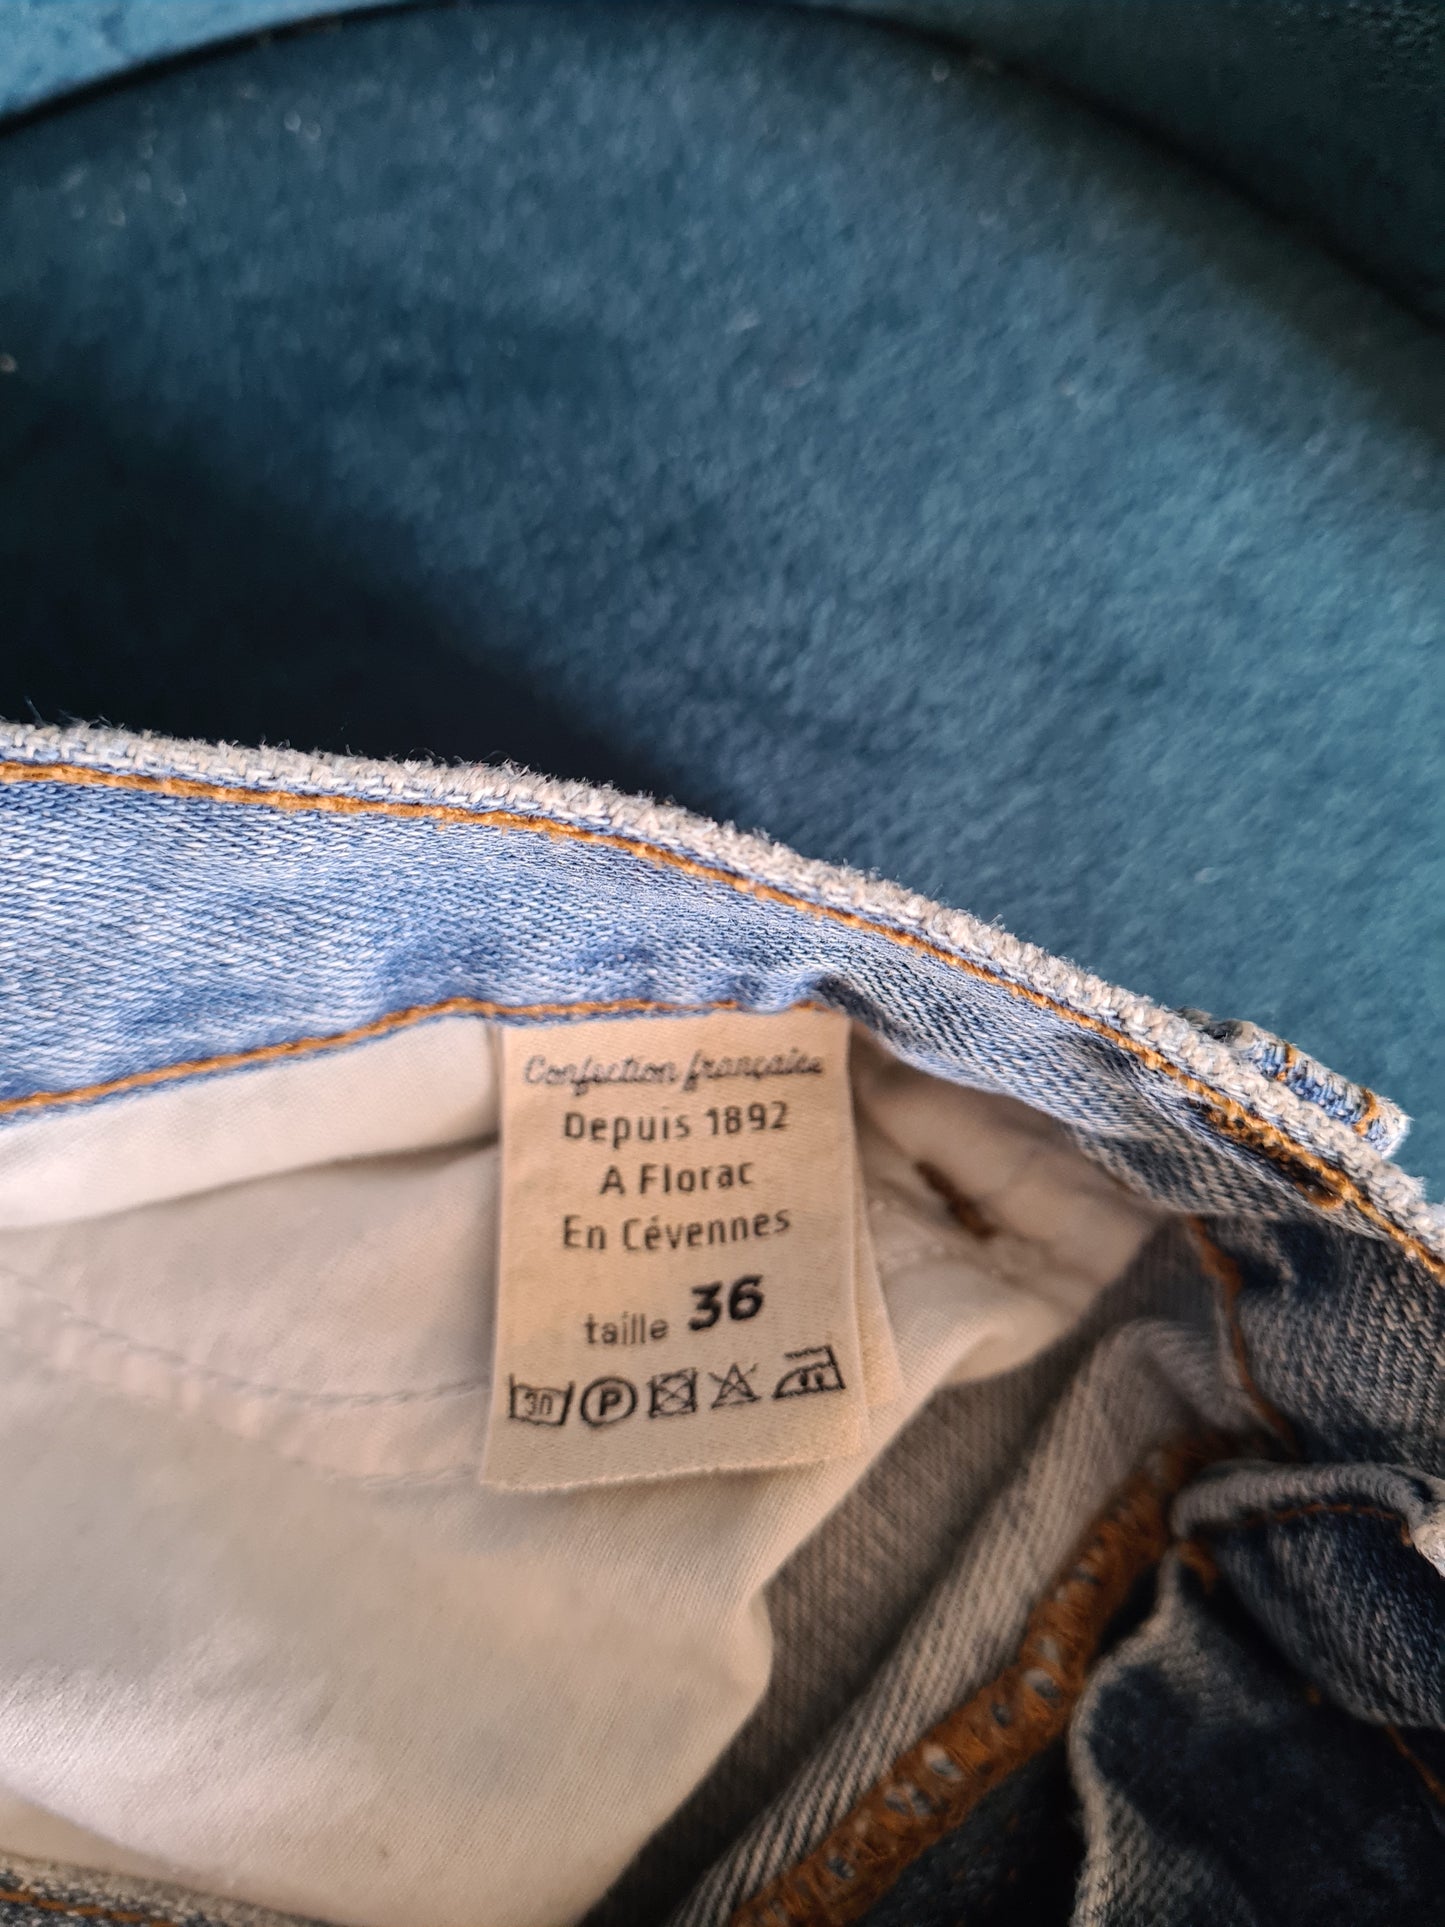 Confection française
Depuis 1892
A Florac
En Cévennes
taille 36
30 P